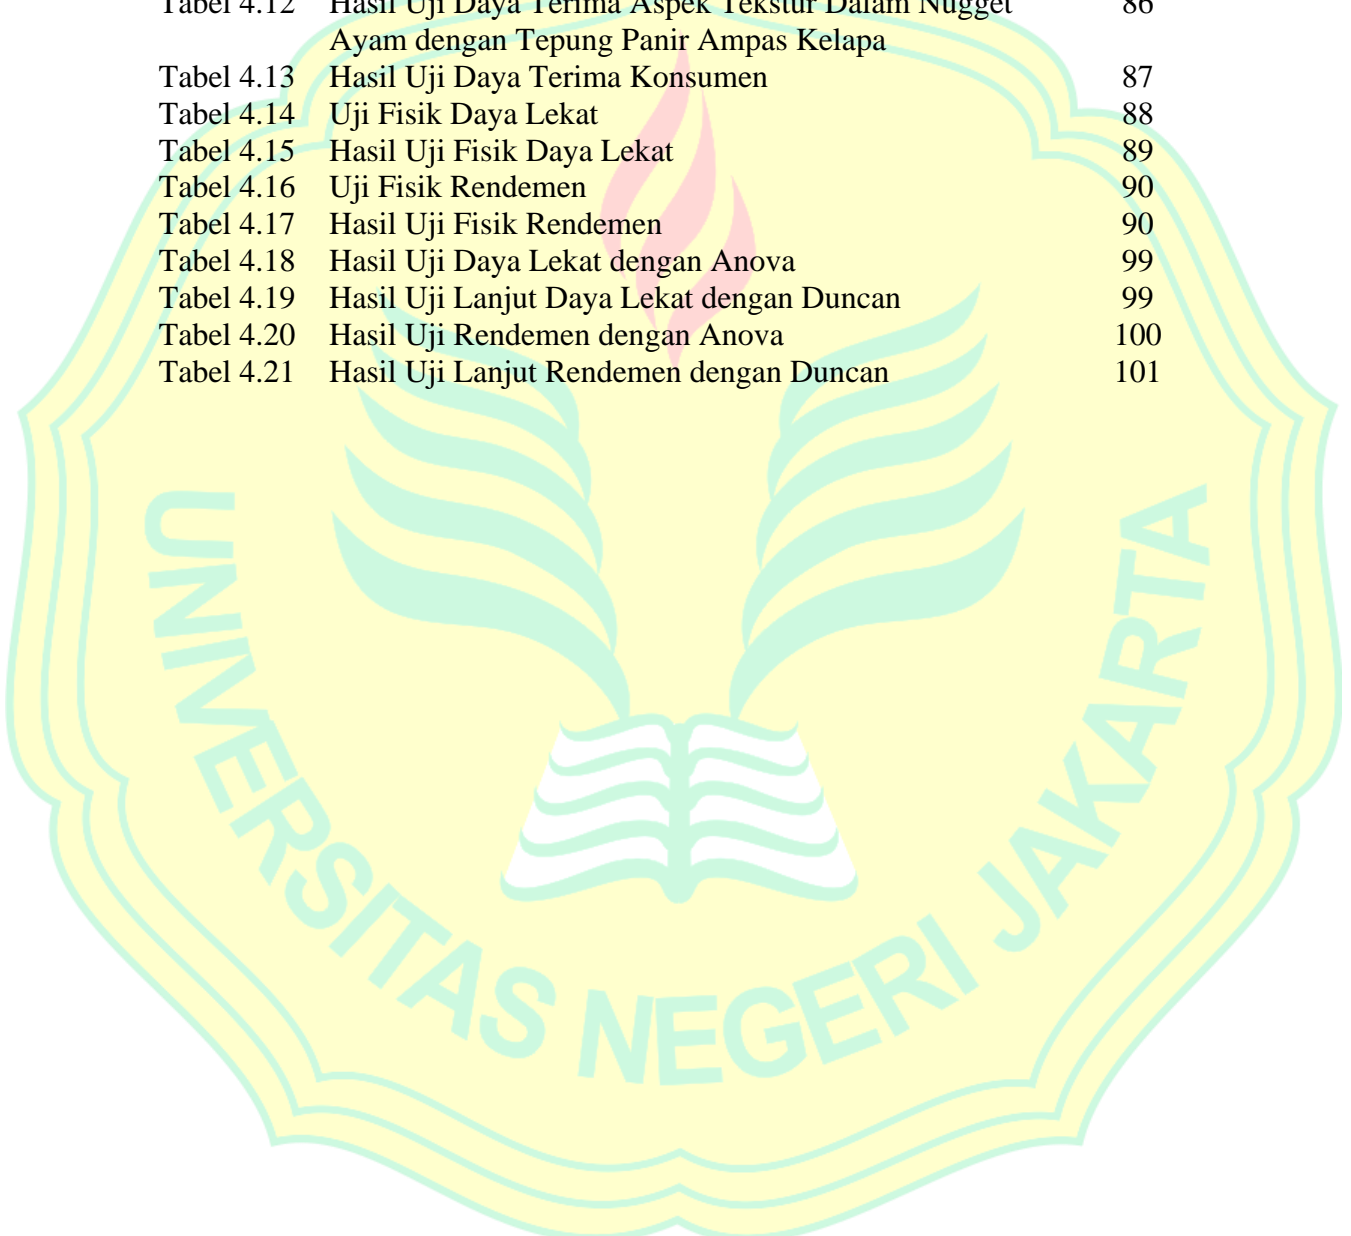 Tabel 4.12 Hasil Uji Daya Terima Aspek Tekstur Dalam Nugget 86
Ayam dengan Tepung Panir Ampas Kelapa
Tabel 4.13 Hasil Uji Daya Terima Konsumen 87
Tabel 4.14 Uji Fisik Daya Lekat 88
Tabel 4.15 Hasil Uji Fisik Daya Lekat 89
Tabel 4.16 Uji Fisik Rendemen 90
Tabel 4.17 Hasil Uji Fisik Rendemen 90
Tabel 4.18 Hasil Uji Daya Lekat dengan Anova 99
Tabel 4.19 Hasil Uji Lanjut Daya Lekat dengan Duncan 99
Tabel 4.20 Hasil Uji Rendemen dengan Anova 100
Tabel 4.21 Hasil Uji Lanjut Rendemen dengan Duncan 101
UNIVERSITAS NEGERI JAKARTA